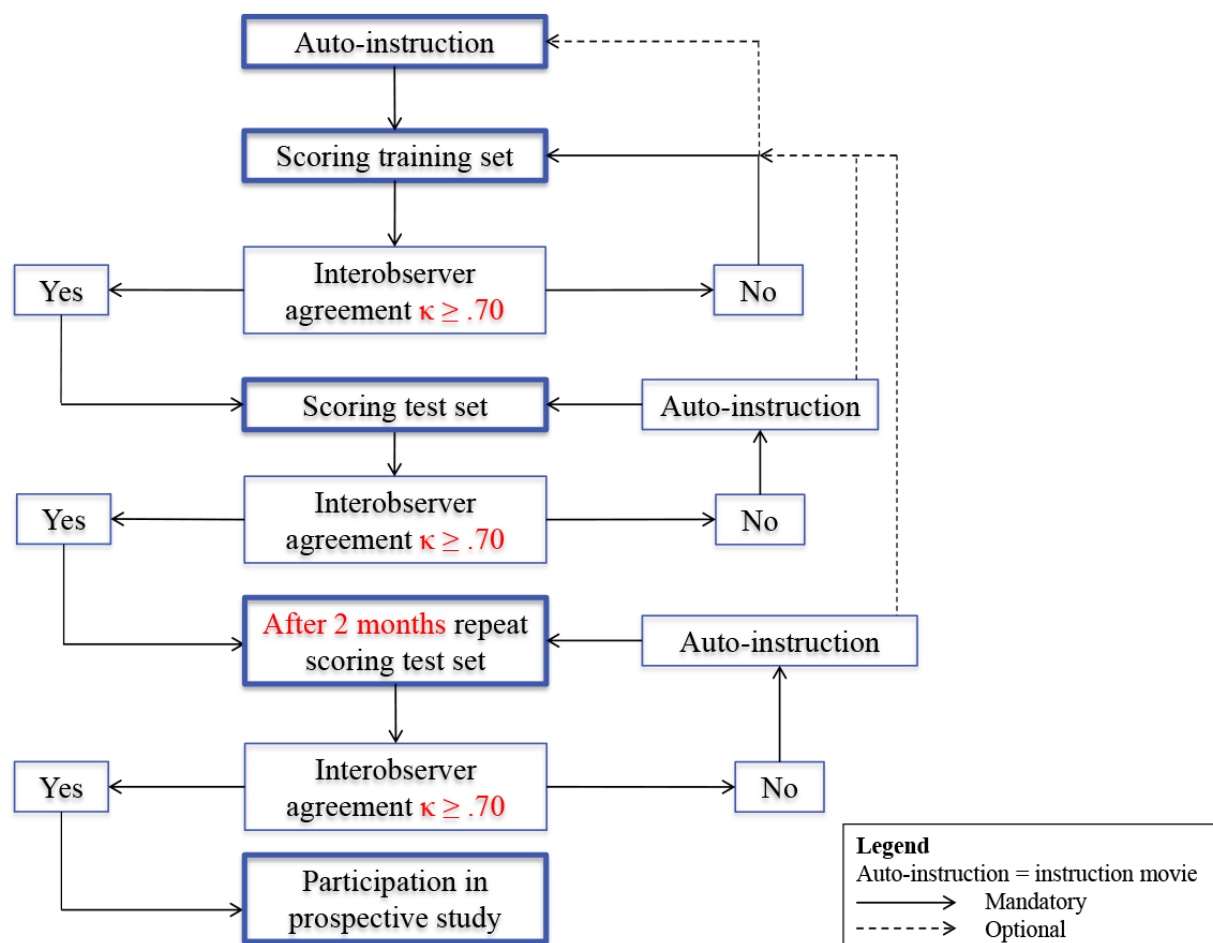 Auto-instruction
Scoring training set
Interobserver
agreement κ ≥ .70
Yes
No
Scoring test set
Auto-instruction
Interobserver
agreement κ ≥ .70
Yes
No
After 2 months repeat
scoring test set
Auto-instruction
Interobserver
agreement κ ≥ .70
Yes
No
Participation in
prospective study
Legend
Auto-instruction = instruction movie
Mandatory
Optional